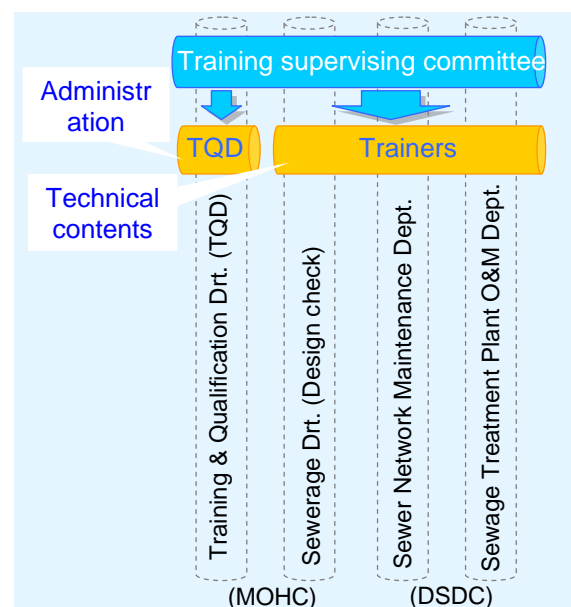 Training supervising committee
Administr
ation
TQD
Trainers
Technical
contents
Training & Qualification Drt. (TQD)
Sewerage Drt. (Design check)
Sewer Network Maintenance Dept.
Sewage Treatment Plant O&M Dept.
(MOHC)
(DSDC)